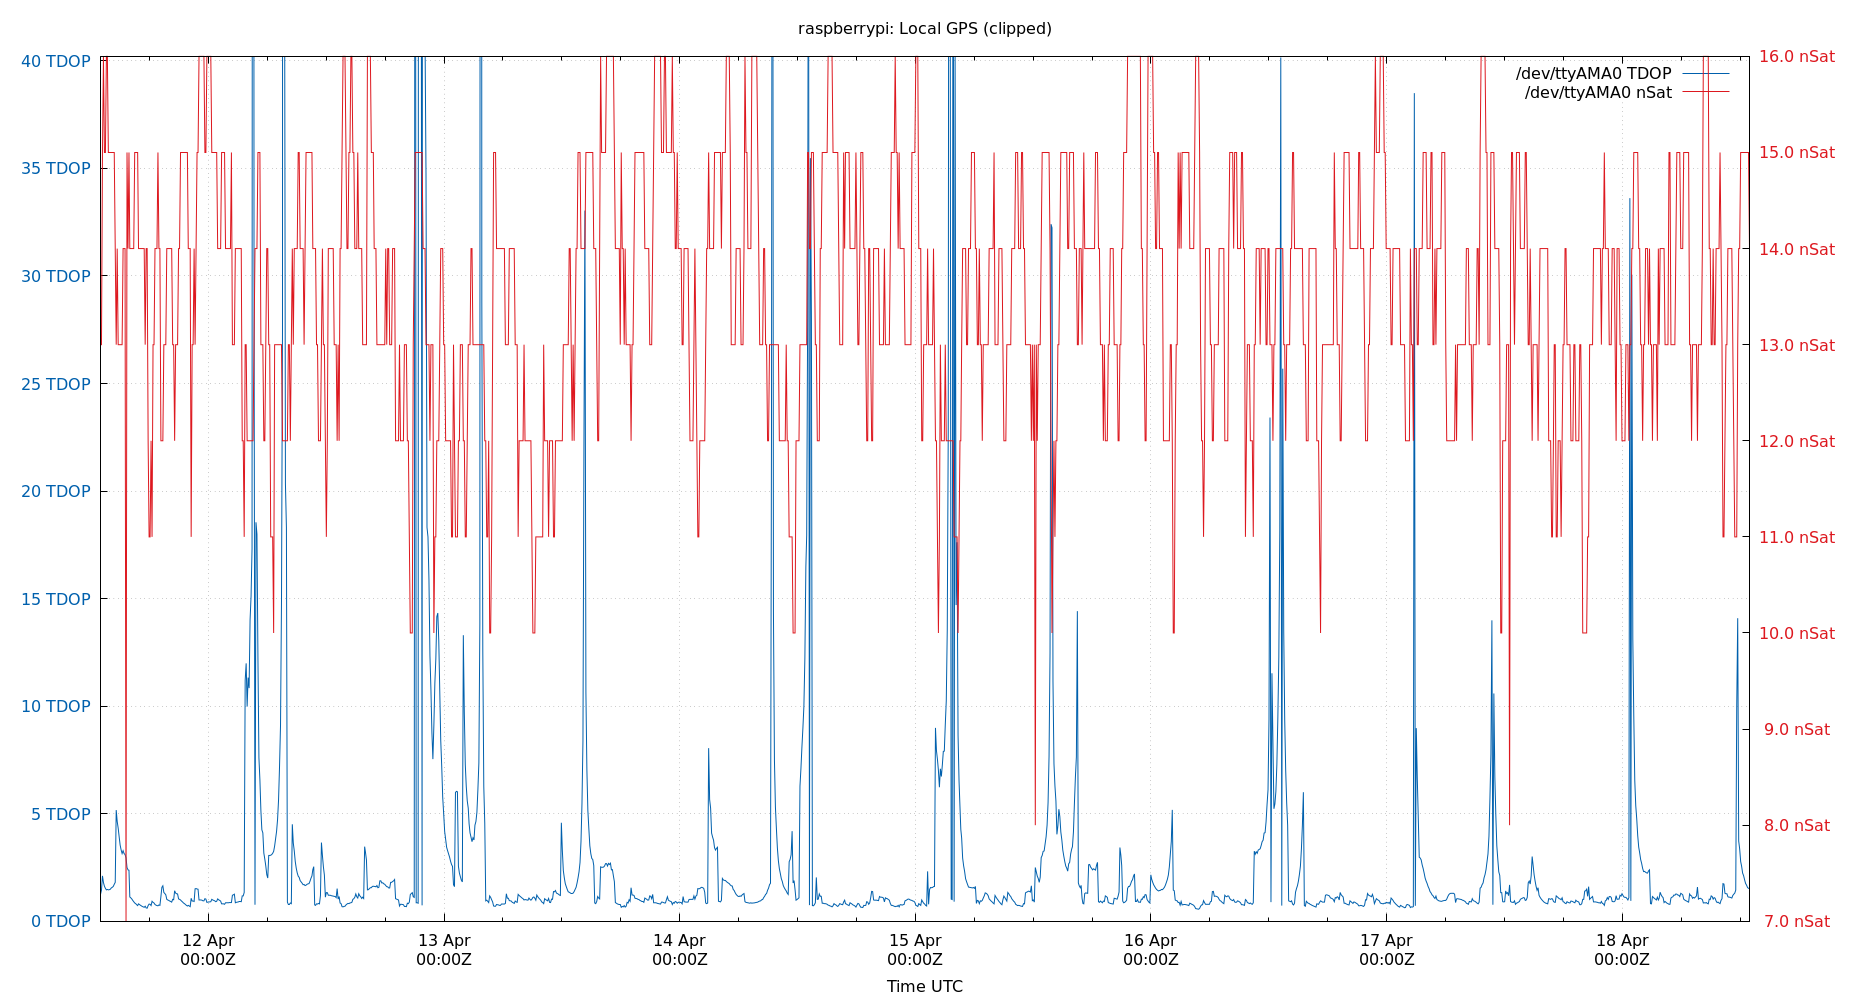 raspberrypi: Local GPS (clipped)
/dev/ttyAMA0 TDOP
/dev/ttyAMA0 nSat
40 TDOP
35 TDOP
30 TDOP
25 TDOP
20 TDOP
15 TDOP
10 TDOP
5 TDOP
0 TDOP
16.0 nSat
15.0 nSat
14.0 nSat
13.0 nSat
12.0 nSat
11.0 nSat
10.0 nSat
9.0 nSat
8.0 nSat
7.0 nSat
12 Apr
00:00Z
13 Apr
00:00Z
14 Apr
00:00Z
15 Apr
00:00Z
16 Apr
00:00Z
17 Apr
00:00Z
18 Apr
00:00Z
Time UTC